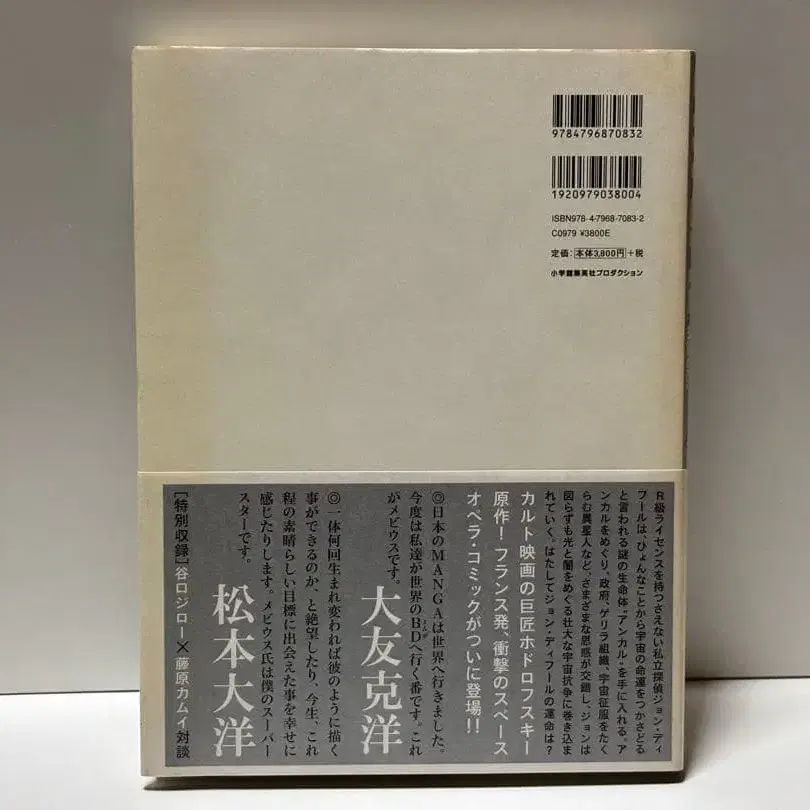 9784796870832
1920979038004
ISBN978-4-7968-7083-2
C0979 ¥3800E
定価:本体3,800円+税
小学館集英社プロダクション
R級ライセンスを持つさえない私立探偵ジョン・ディ
フールは、ひょんなことから宇宙の命運をつかさどる
と言われる謎の生命体“アンカル”を手に入れる。ア
ンカルをめぐり、政府、ゲリラ組織、宇宙征服をたく
らむ異星人など、さまざまな思惑が交錯し、ジョンは
図らずも光と闇をめぐる壮大な宇宙抗争に巻き込ま
れていく。はたしてジョン・ディフールの運命は?
カルト映画の巨匠ホドロフスキー
原作!フランス発、衝撃のスペース
オペラ・コミックがついに登場!!
◎日本のMANGAは世界へ行きました。
今度は私達が世界のBDへ行く番です。これ
がメビウスです。
大友克洋
◎一体何回生まれ変われば彼のように描く
事ができるのか、と絶望したり、今生、これ
程の素晴らしい目標に出会えた事を幸せに
感じたりします。メビウス氏は僕のスーパー
スターです。
松本大洋
[特別収録]谷口ジロー×藤原カムイ対談